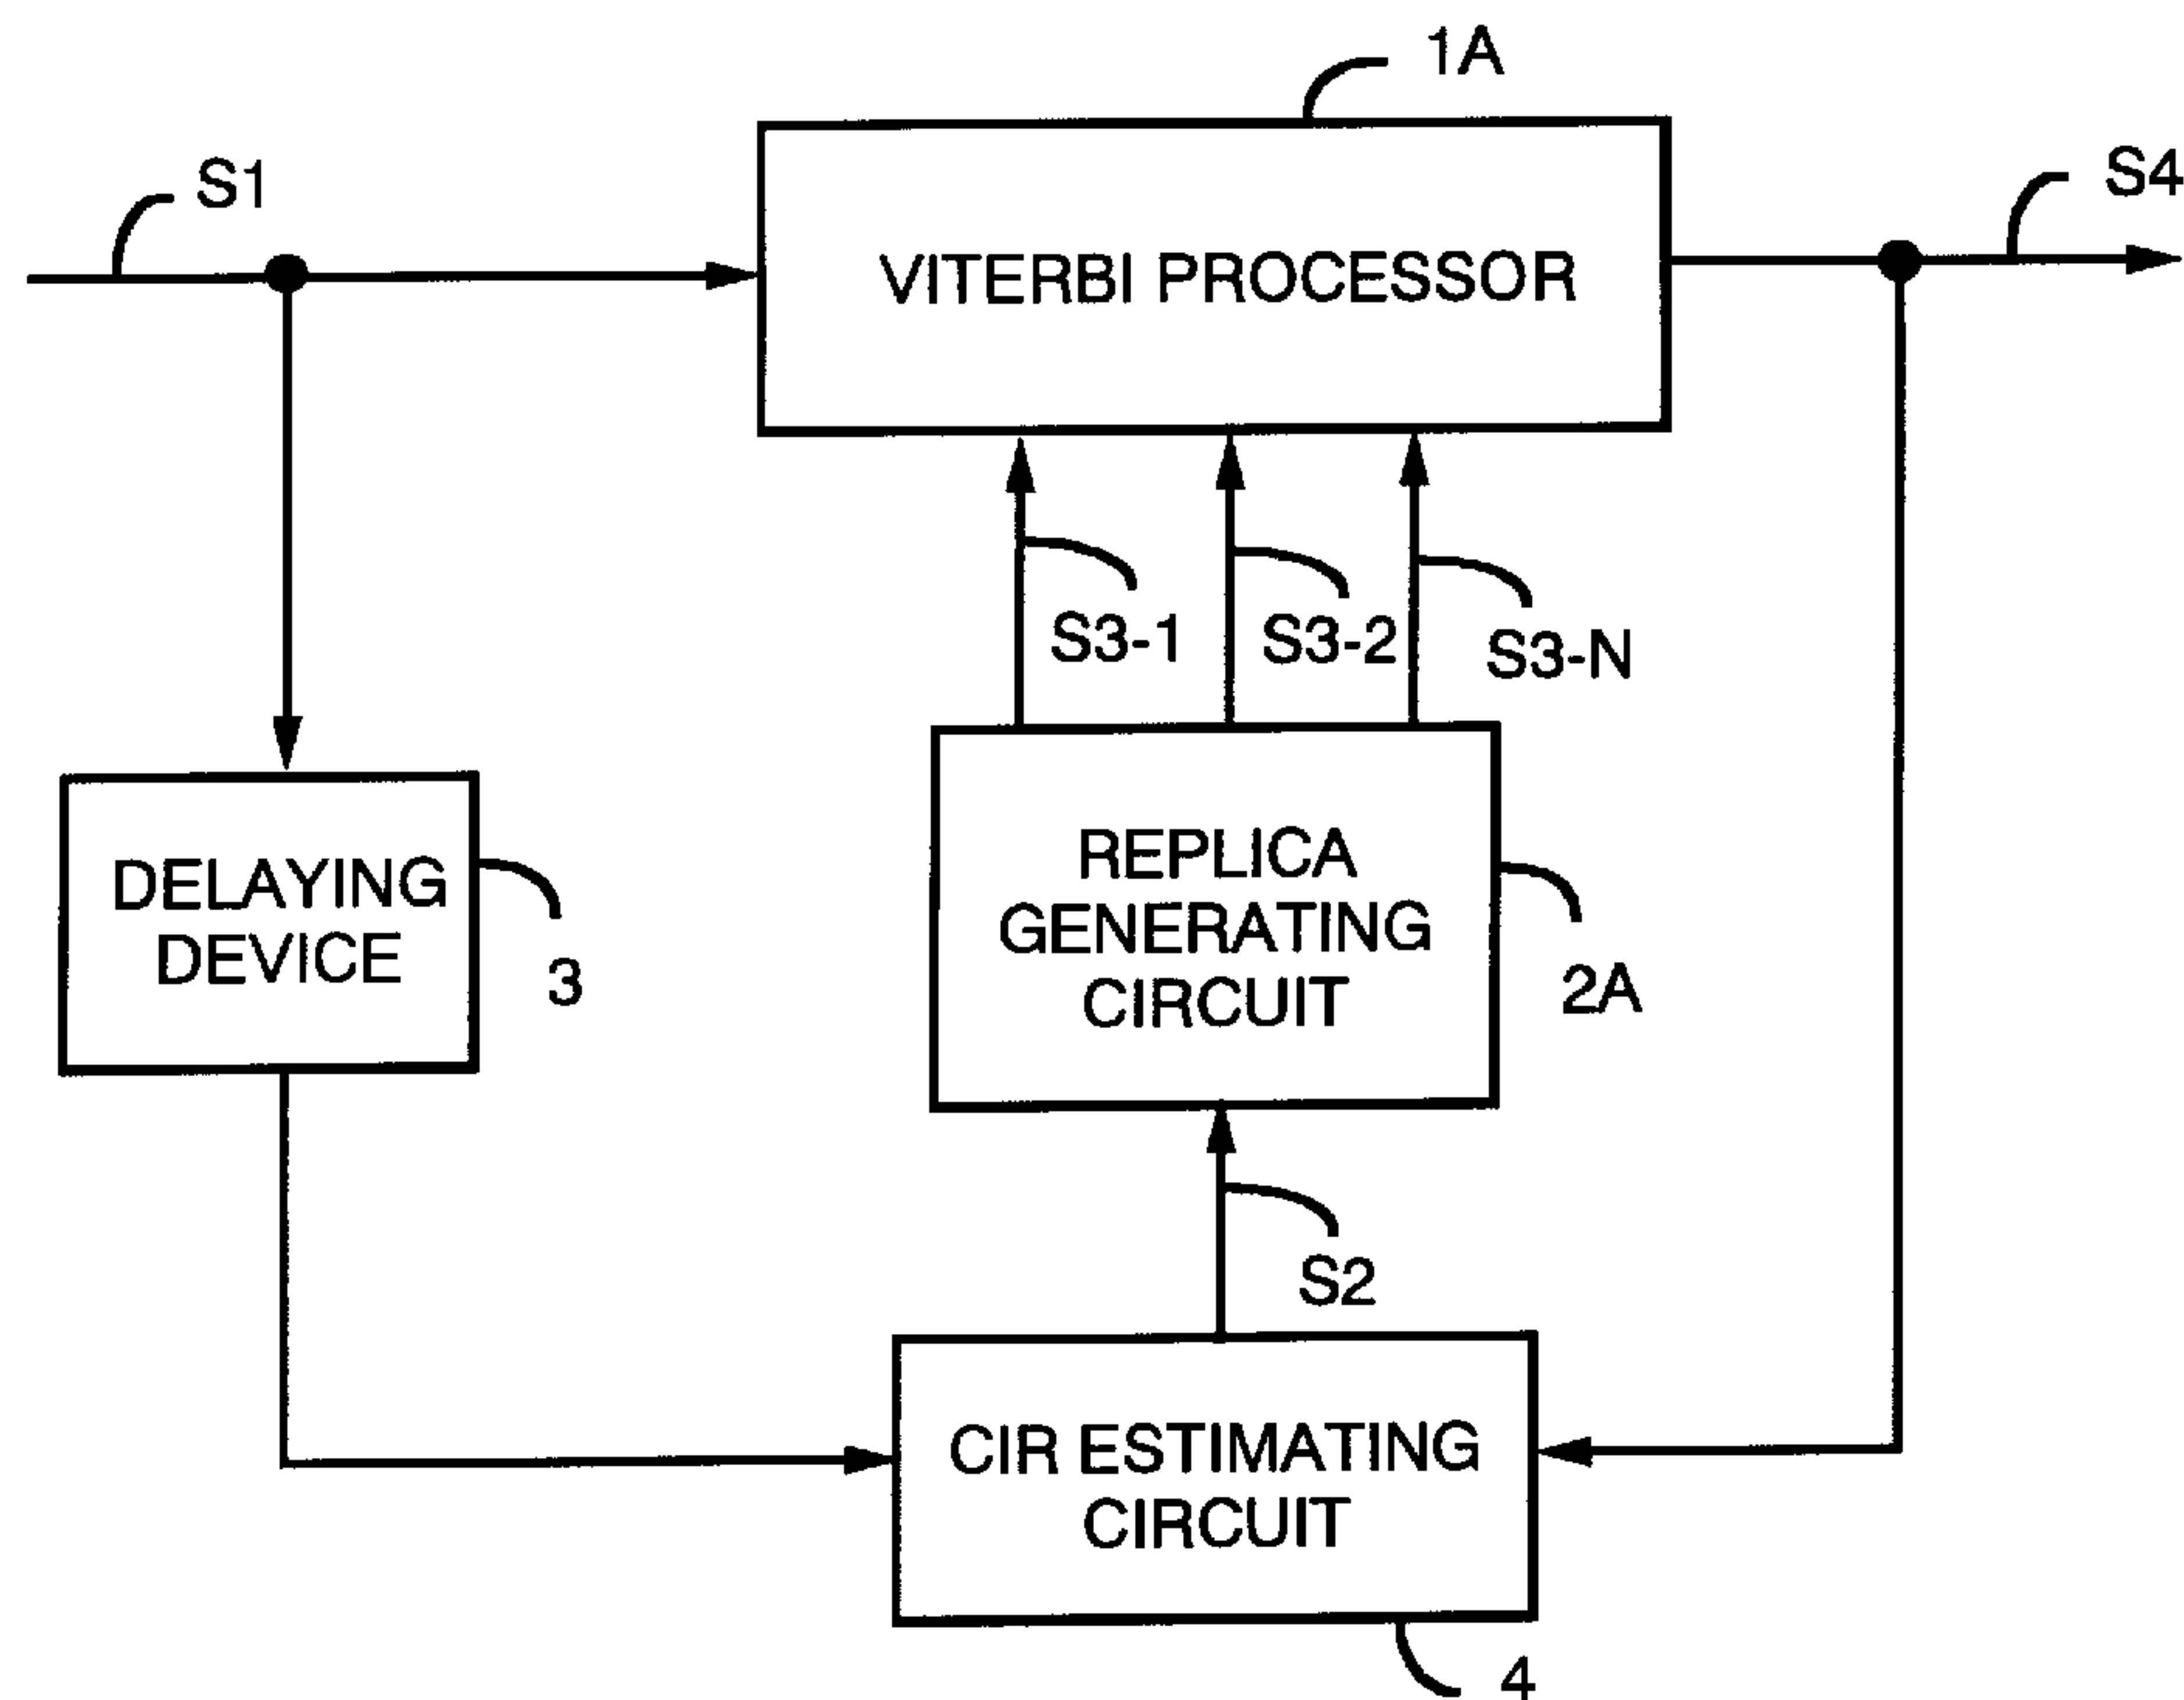 1A
S1
S4
VITERBI PROCESSOR
S3-1
S3-2
S3-N
DELAYING
DEVICE
3
REPLICA
GENERATING
CIRCUIT
2A
S2
CIR ESTIMATING
CIRCUIT
4